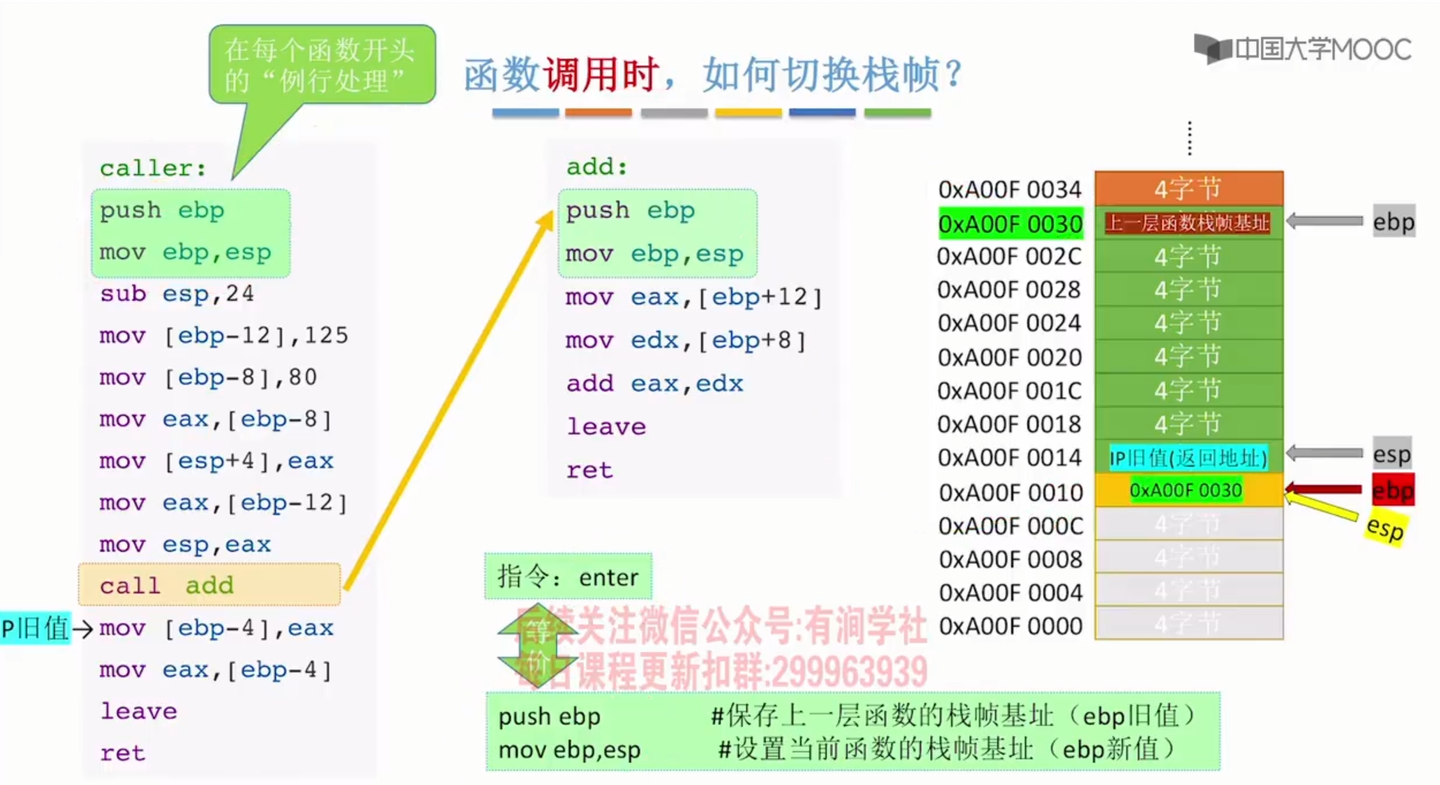 在每个函数开头
的“例行处理”
函数调用时，如何切换栈帧？
中国大学MOOC
caller:
push ebp
mov ebp,esp
sub esp,24
mov [ebp-12],125
mov [ebp-8],80
mov eax,[ebp-8]
mov [esp+4],eax
mov eax,[ebp-12]
mov esp,eax
call add
P旧值→mov [ebp-4],eax
mov eax,[ebp-4]
leave
ret
add:
push ebp
mov ebp,esp
mov eax,[ebp+12]
mov edx,[ebp+8]
add eax,edx
leave
ret
指令：enter
等
价
后续关注微信公众号:有涧学社
每日课程更新扣群:299963939
push ebp #保存上一层函数的栈帧基址（ebp旧值）
mov ebp,esp #设置当前函数的栈帧基址（ebp新值）
0xA00F 0034 4字节
0xA00F 0030 上一层函数栈帧基址 ebp
0xA00F 002C 4字节
0xA00F 0028 4字节
0xA00F 0024 4字节
0xA00F 0020 4字节
0xA00F 001C 4字节
0xA00F 0018 4字节
0xA00F 0014 IP旧值(返回地址) esp
0xA00F 0010 0xA00F 0030 ebp
esp
0xA00F 000C 4字节
0xA00F 0008 4字节
0xA00F 0004 4字节
0xA00F 0000 4字节